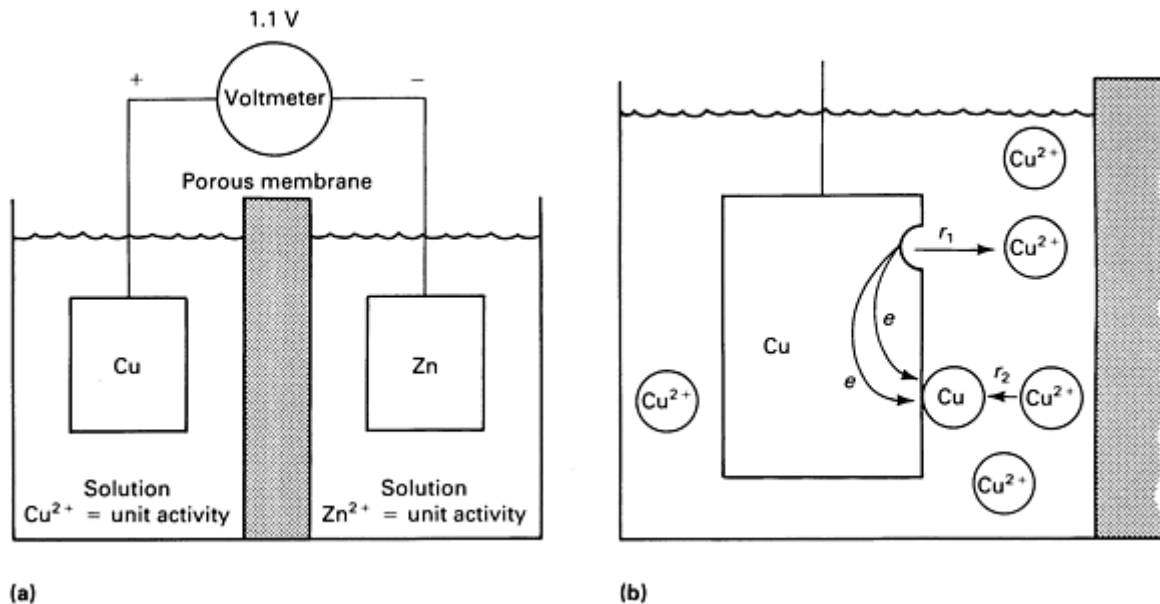 1.1 V
+
−
Voltmeter
Porous membrane
Cu
Zn
Solution
Cu²⁺ = unit activity
Solution
Zn²⁺ = unit activity
(a)
Cu²⁺
r₁
Cu²⁺
e
Cu
e
Cu²⁺
Cu
r₂
Cu²⁺
Cu²⁺
(b)